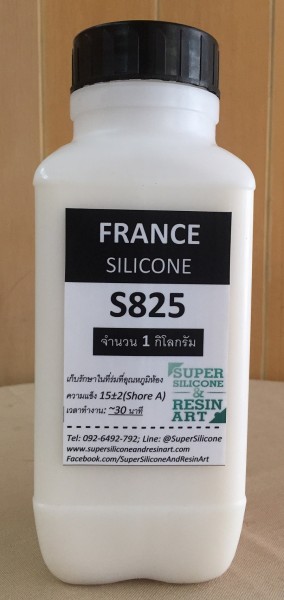 FRANCE
SILICONE
S825
จำนวน 1 กิโลกรัม
เก็บรักษาในที่ร่มที่อุณหภูมิห้อง
ความแข็ง 15±2(Shore A)
เวลาทำงาน: ~30 นาที
SUPER
SILICONE
&
RESIN
ART
Tel: 092-6492-792; Line: @SuperSilicone
www.supersiliconeandresinart.com
Facebook.com/SuperSiliconeAndResinArt